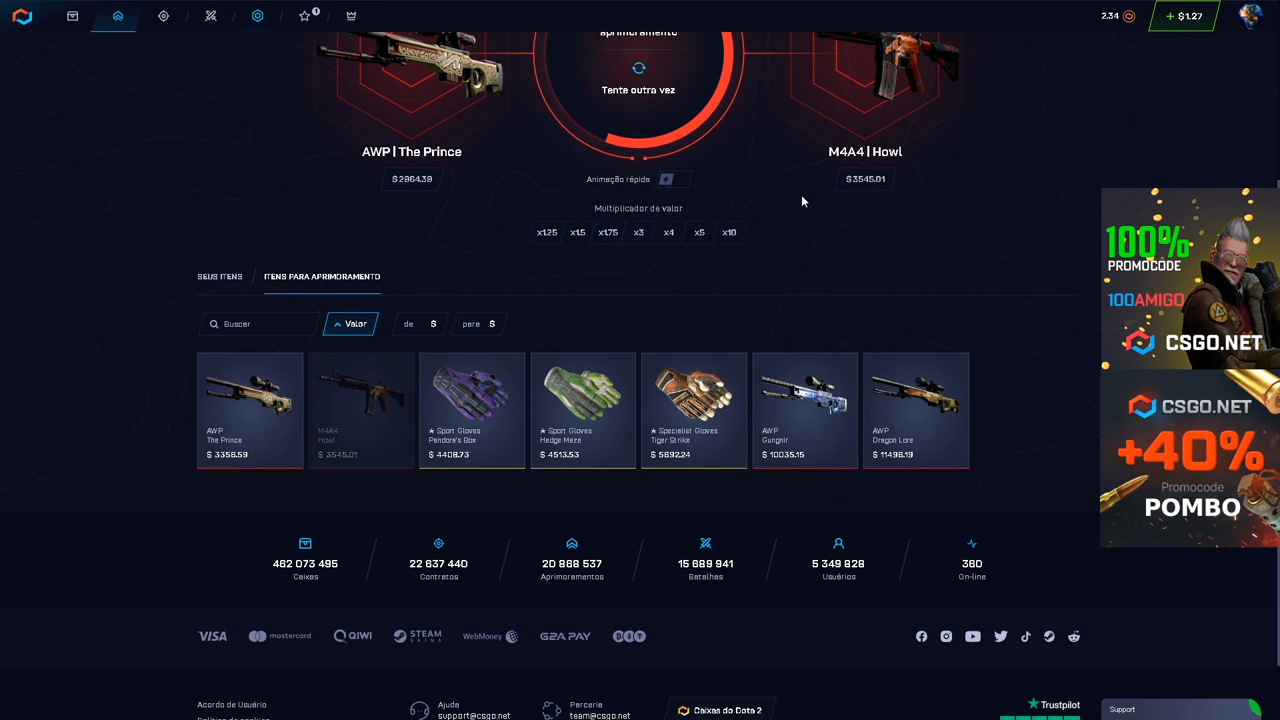 1
2.34
+ $1.27
aprimoramento
Tente outra vez
AWP | The Prince
M4A4 | Howl
$ 2964.39
Animação rápida
$ 3545.01
Multiplicador de valor
x1.25 x1.5 x1.75 x3 x4 x5 x10
SEUS ITENS
ITENS PARA APRIMORAMENTO
Buscar
Valor
de $
para $
AWP
The Prince
$ 3356.59
M4A4
Howl
$ 3545.01
★ Sport Gloves
Pandora's Box
$ 4408.73
★ Sport Gloves
Hedge Maze
$ 4513.53
★ Specialist Gloves
Tiger Strike
$ 5692.24
AWP
Gungnir
$ 10035.15
AWP
Dragon Lore
$ 11496.19
100%
PROMOCODE
100AMIGO
CSGO.NET
CSGO.NET
+40%
Promocode
POMBO
462 073 495
Caixas
22 637 440
Contratos
20 868 537
Aprimoramentos
15 689 941
Batalhas
5 349 828
Usuários
360
On-line
VISA
mastercard
QIWI
STEAM
SKINS
WebMoney
G2A PAY
BIT
Acordo de Usuário
Política de cookies
Ajuda
support@csgo.net
Parceria
team@csgo.net
Caixas do Dota 2
Trustpilot
Support